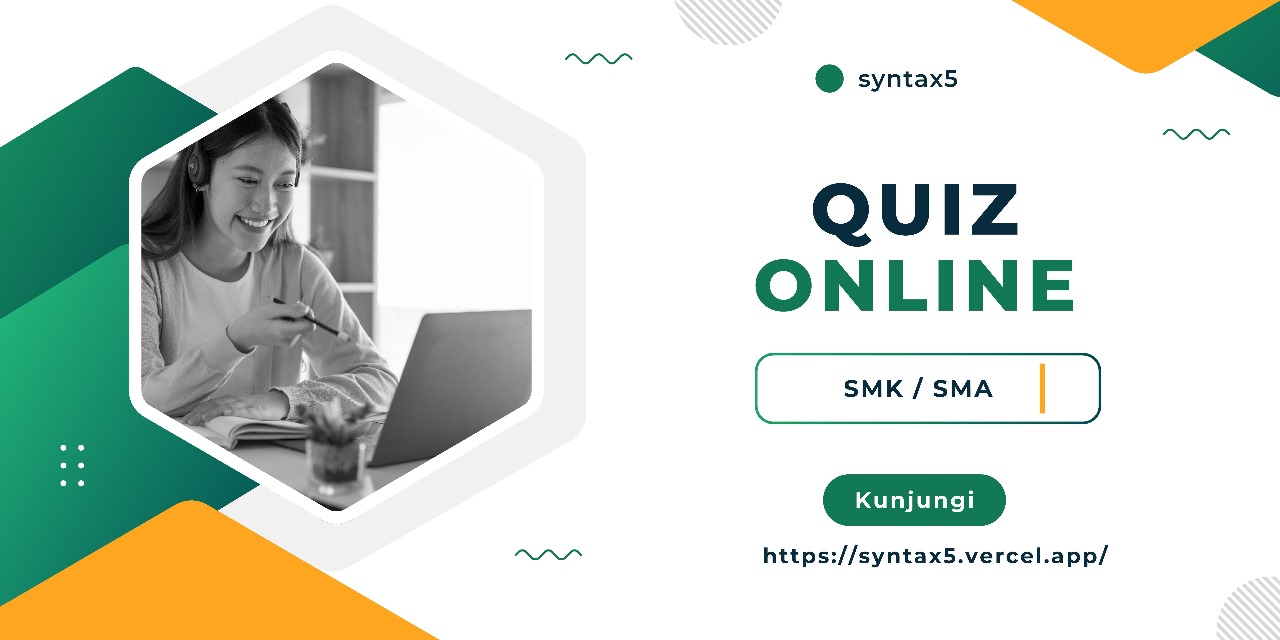 syntax5
QUIZ
ONLINE
SMK / SMA
Kunjungi
https://syntax5.vercel.app/